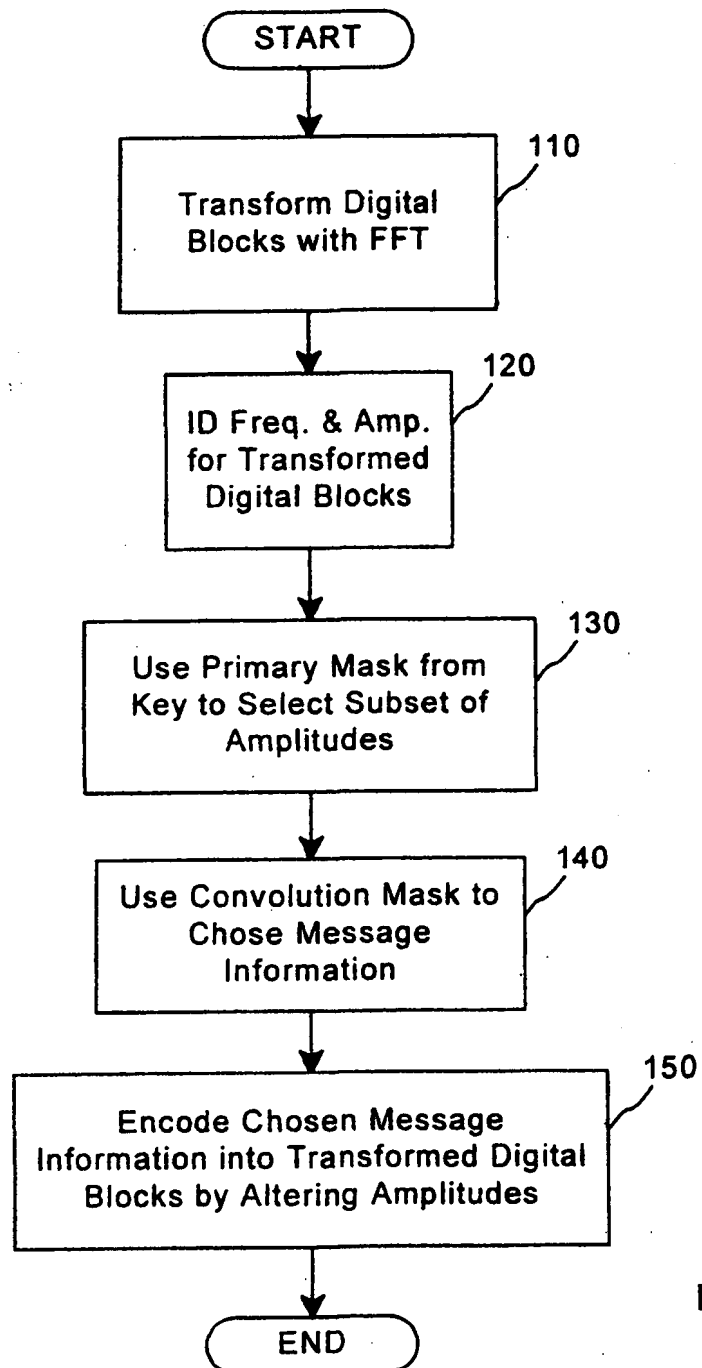 START
110
Transform Digital
Blocks with FFT
120
ID Freq. & Amp.
for Transformed
Digital Blocks
130
Use Primary Mask from
Key to Select Subset of
Amplitudes
140
Use Convolution Mask to
Chose Message
Information
150
Encode Chosen Message
Information into Transformed Digital
Blocks by Altering Amplitudes
END